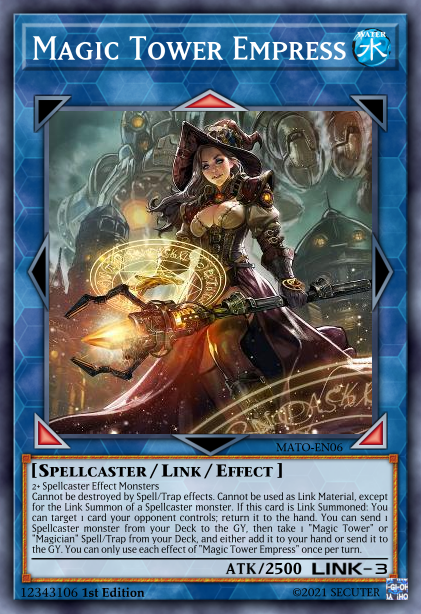 Magic Tower Empress
WATER
水
MATO-EN06
[Spellcaster / Link / Effect ]
2+ Spellcaster Effect Monsters
Cannot be destroyed by Spell/Trap effects. Cannot be used as Link Material, except
for the Link Summon of a Spellcaster monster. If this card is Link Summoned: You
can target 1 card your opponent controls; return it to the hand. You can send 1
Spellcaster monster from your Deck to the GY, then take 1 "Magic Tower" or
"Magician" Spell/Trap from your Deck, and either add it to your hand or send it to
the GY. You can only use each effect of "Magic Tower Empress" once per turn.
ATK/2500 LINK-3
12343106 1st Edition ©2021 SECUTER